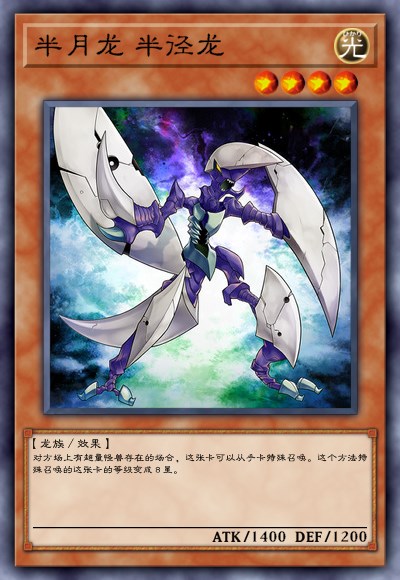 半月龙 半径龙
光
【龙族／效果】
对方场上有超量怪兽存在的场合，这张卡可以从手卡特殊召唤。这个方法特
殊召唤的这张卡的等级变成８星。
ATK/1400 DEF/1200